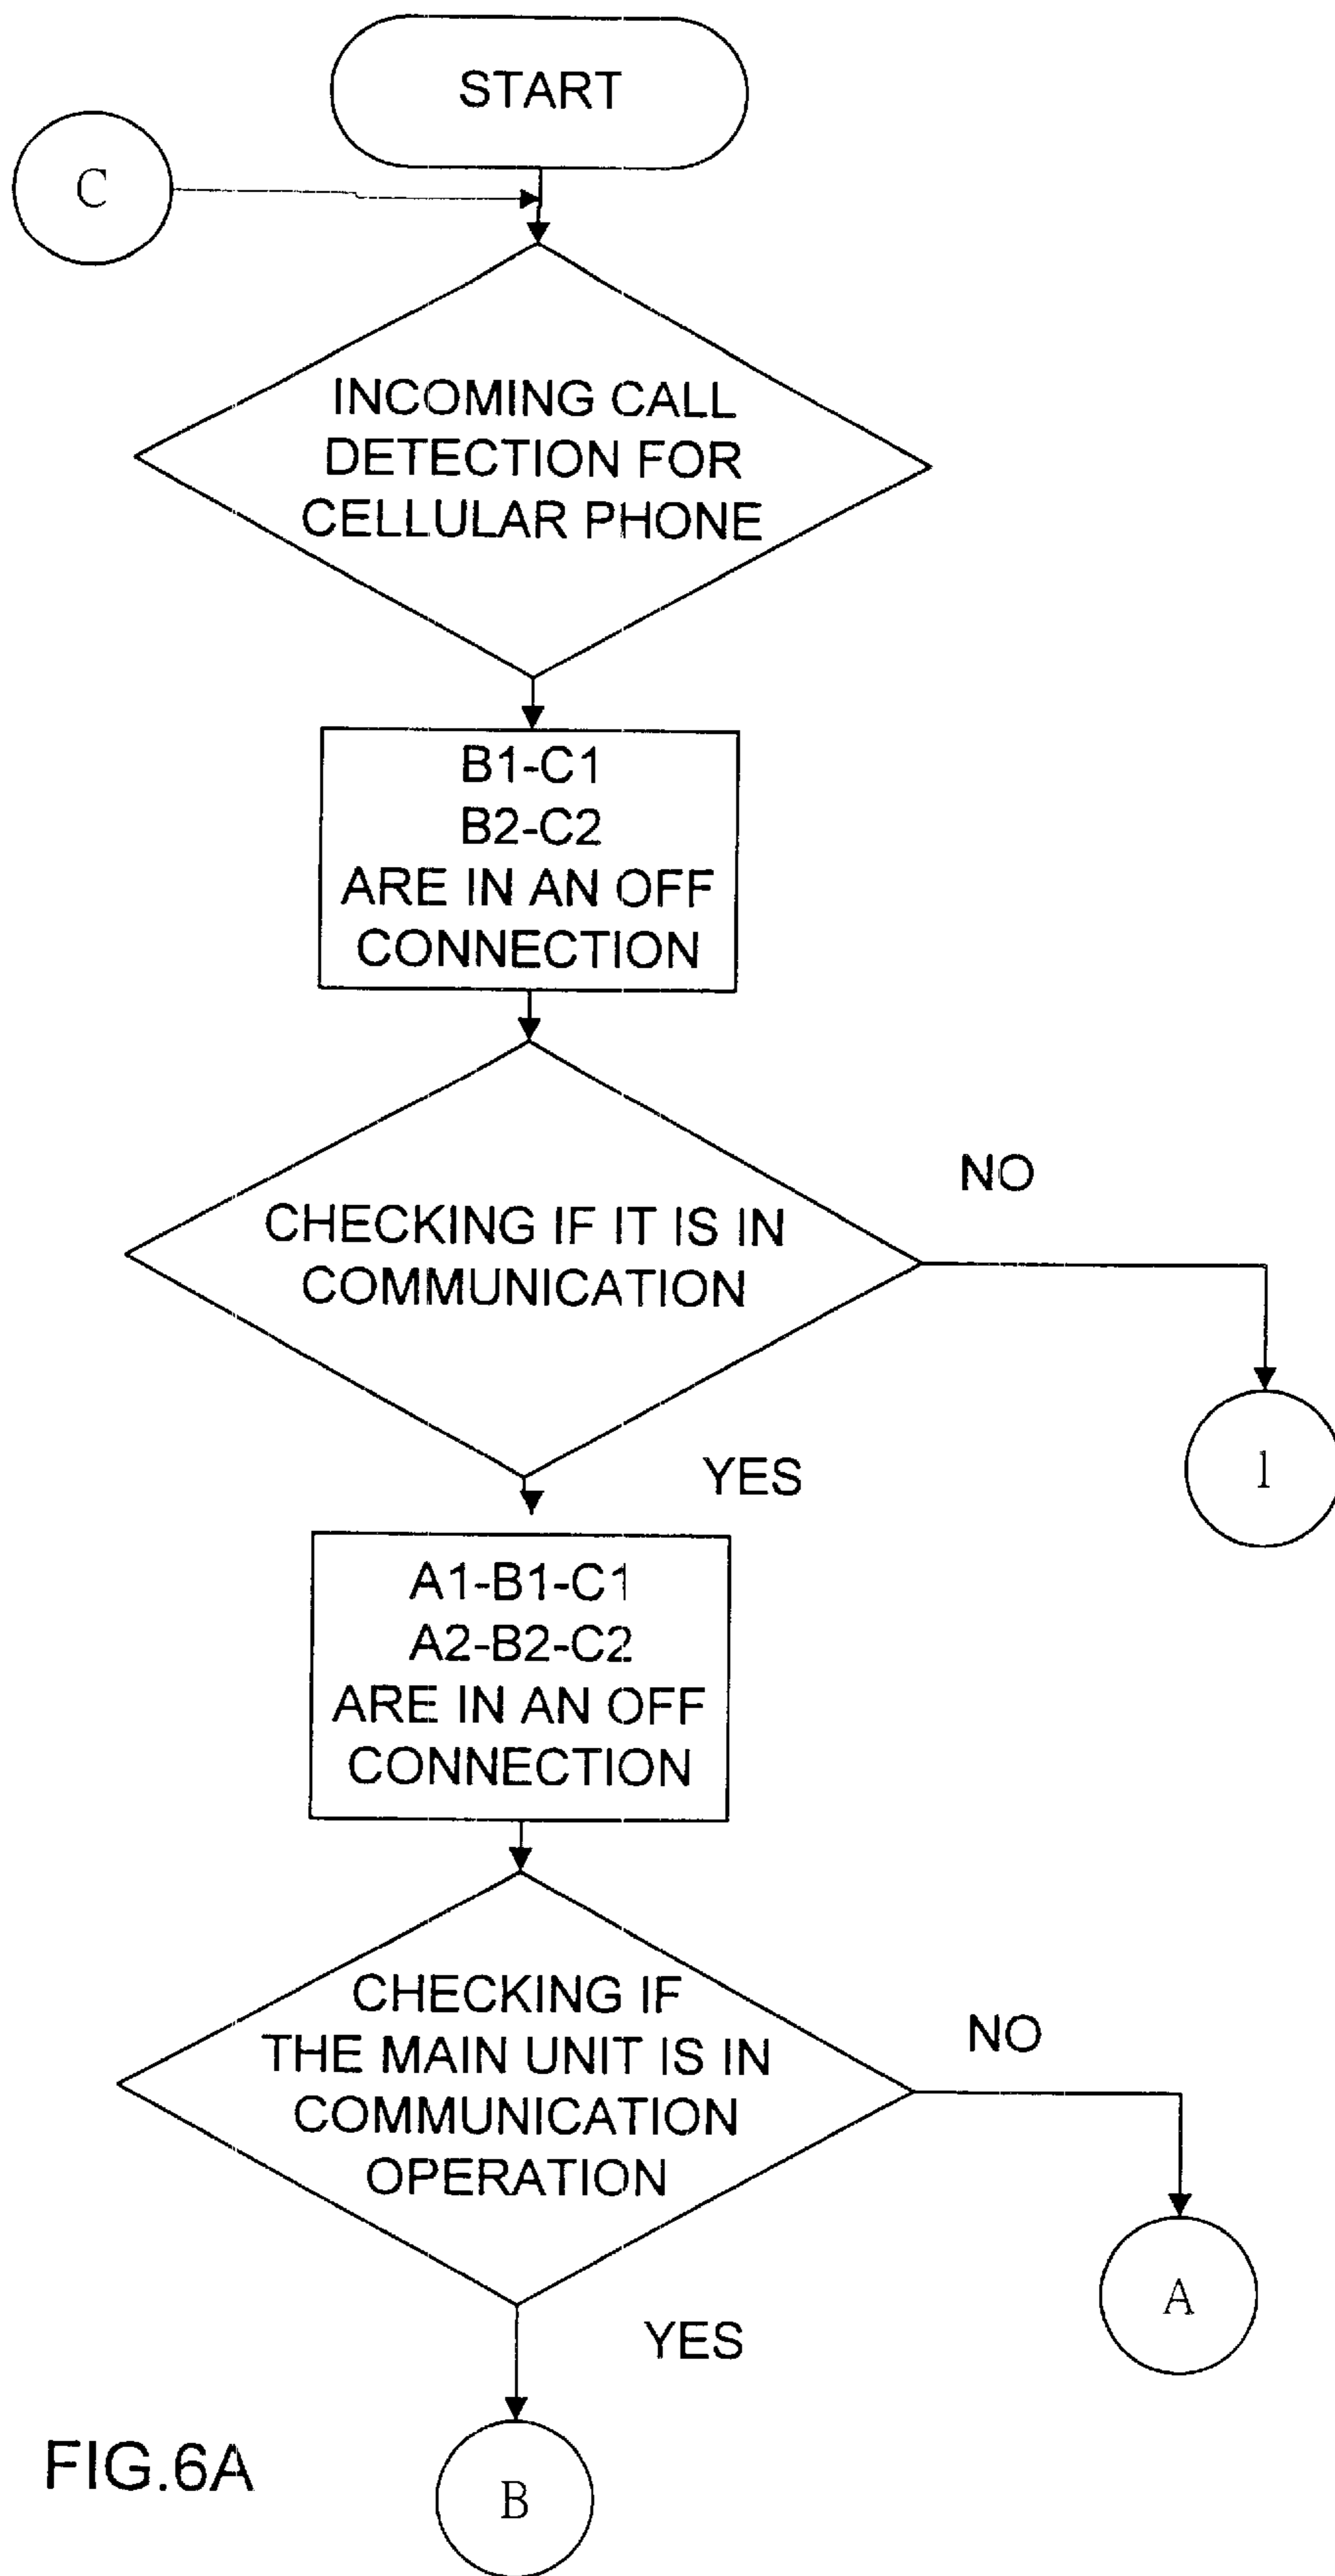 START
C
INCOMING CALL
DETECTION FOR
CELLULAR PHONE
B1-C1
B2-C2
ARE IN AN OFF
CONNECTION
NO
CHECKING IF IT IS IN
COMMUNICATION
1
YES
A1-B1-C1
A2-B2-C2
ARE IN AN OFF
CONNECTION
CHECKING IF
THE MAIN UNIT IS IN
COMMUNICATION
OPERATION
NO
A
YES
B
FIG.6A